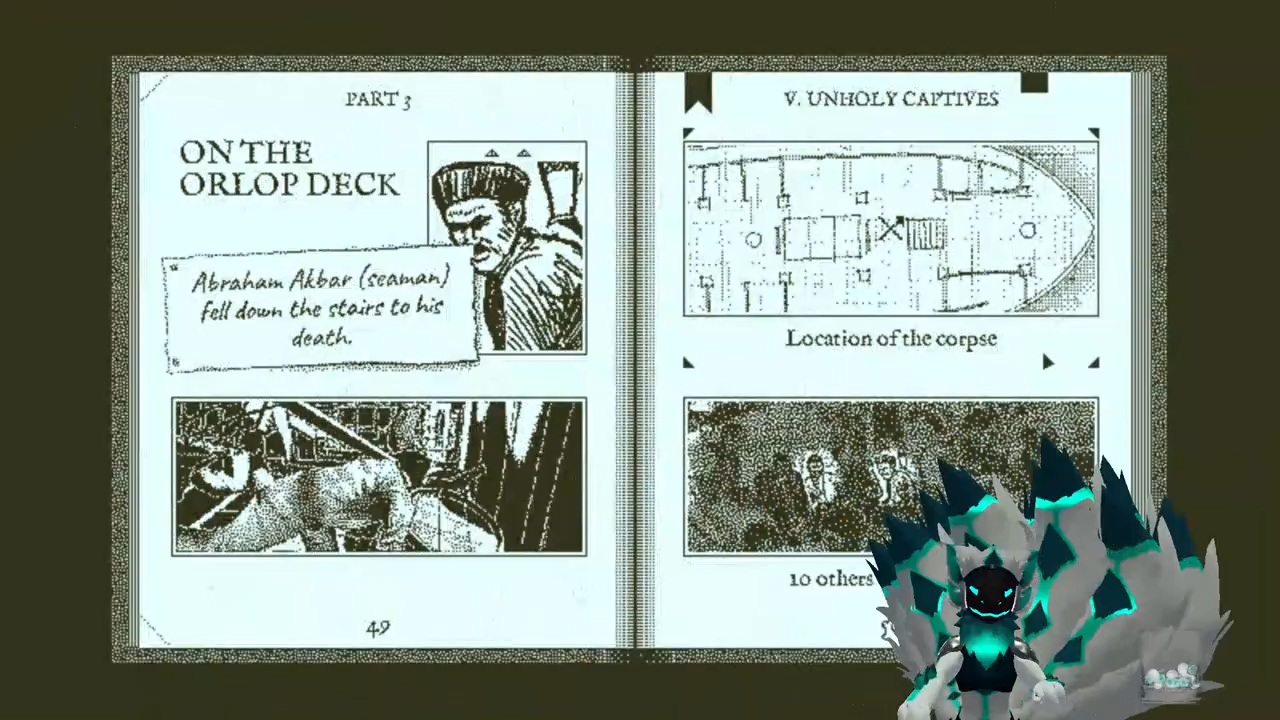 PART 3
ON THE
ORLOP DECK
Abraham Akbar (seaman)
fell down the stairs to his
death.
49
V. UNHOLY CAPTIVES
Location of the corpse
10 others